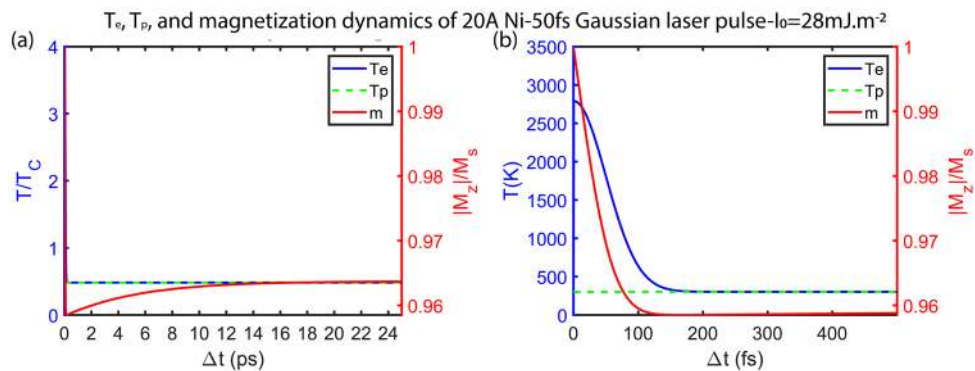 Tₑ, Tₚ, and magnetization dynamics of 20A Ni-50fs Gaussian laser pulse-I₀=28mJ.m⁻²
(a)
4
3
2
1
0
T/T_C
0 2 4 6 8 10 12 14 16 18 20 22 24
Δt (ps)
1
0.99
0.98
0.97
0.96
|M_z|/M_s
Te
Tp
m
(b)
3500
3000
2500
2000
1500
1000
500
0
T(K)
0 100 200 300 400
Δt (fs)
1
0.99
0.98
0.97
0.96
|M_z|/M_s
Te
Tp
m